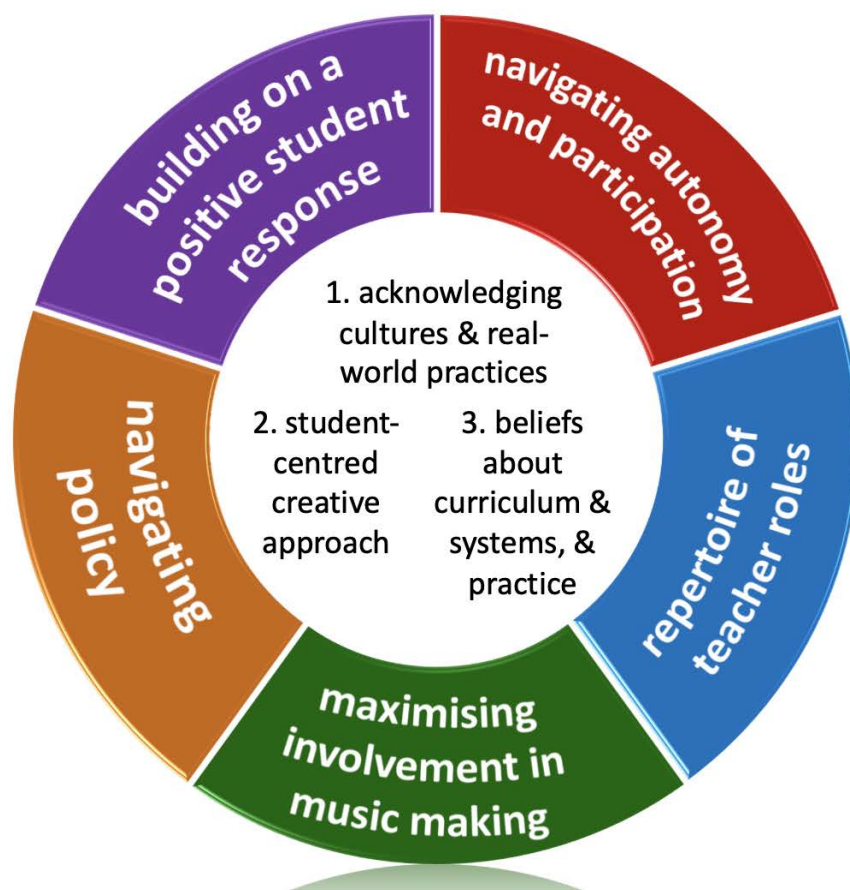 building on a
positive student
response
navigating autonomy
and participation
1. acknowledging
cultures & real-
world practices
2. student-
centred
creative
approach
3. beliefs
about
curriculum &
systems, &
practice
navigating
policy
repertoire of
teacher roles
maximising
involvement in
music making